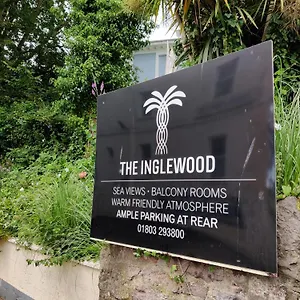 THE INGLEWOOD
SEA VIEWS · BALCONY ROOMS
WARM FRIENDLY ATMOSPHERE
AMPLE PARKING AT REAR
01803 293800